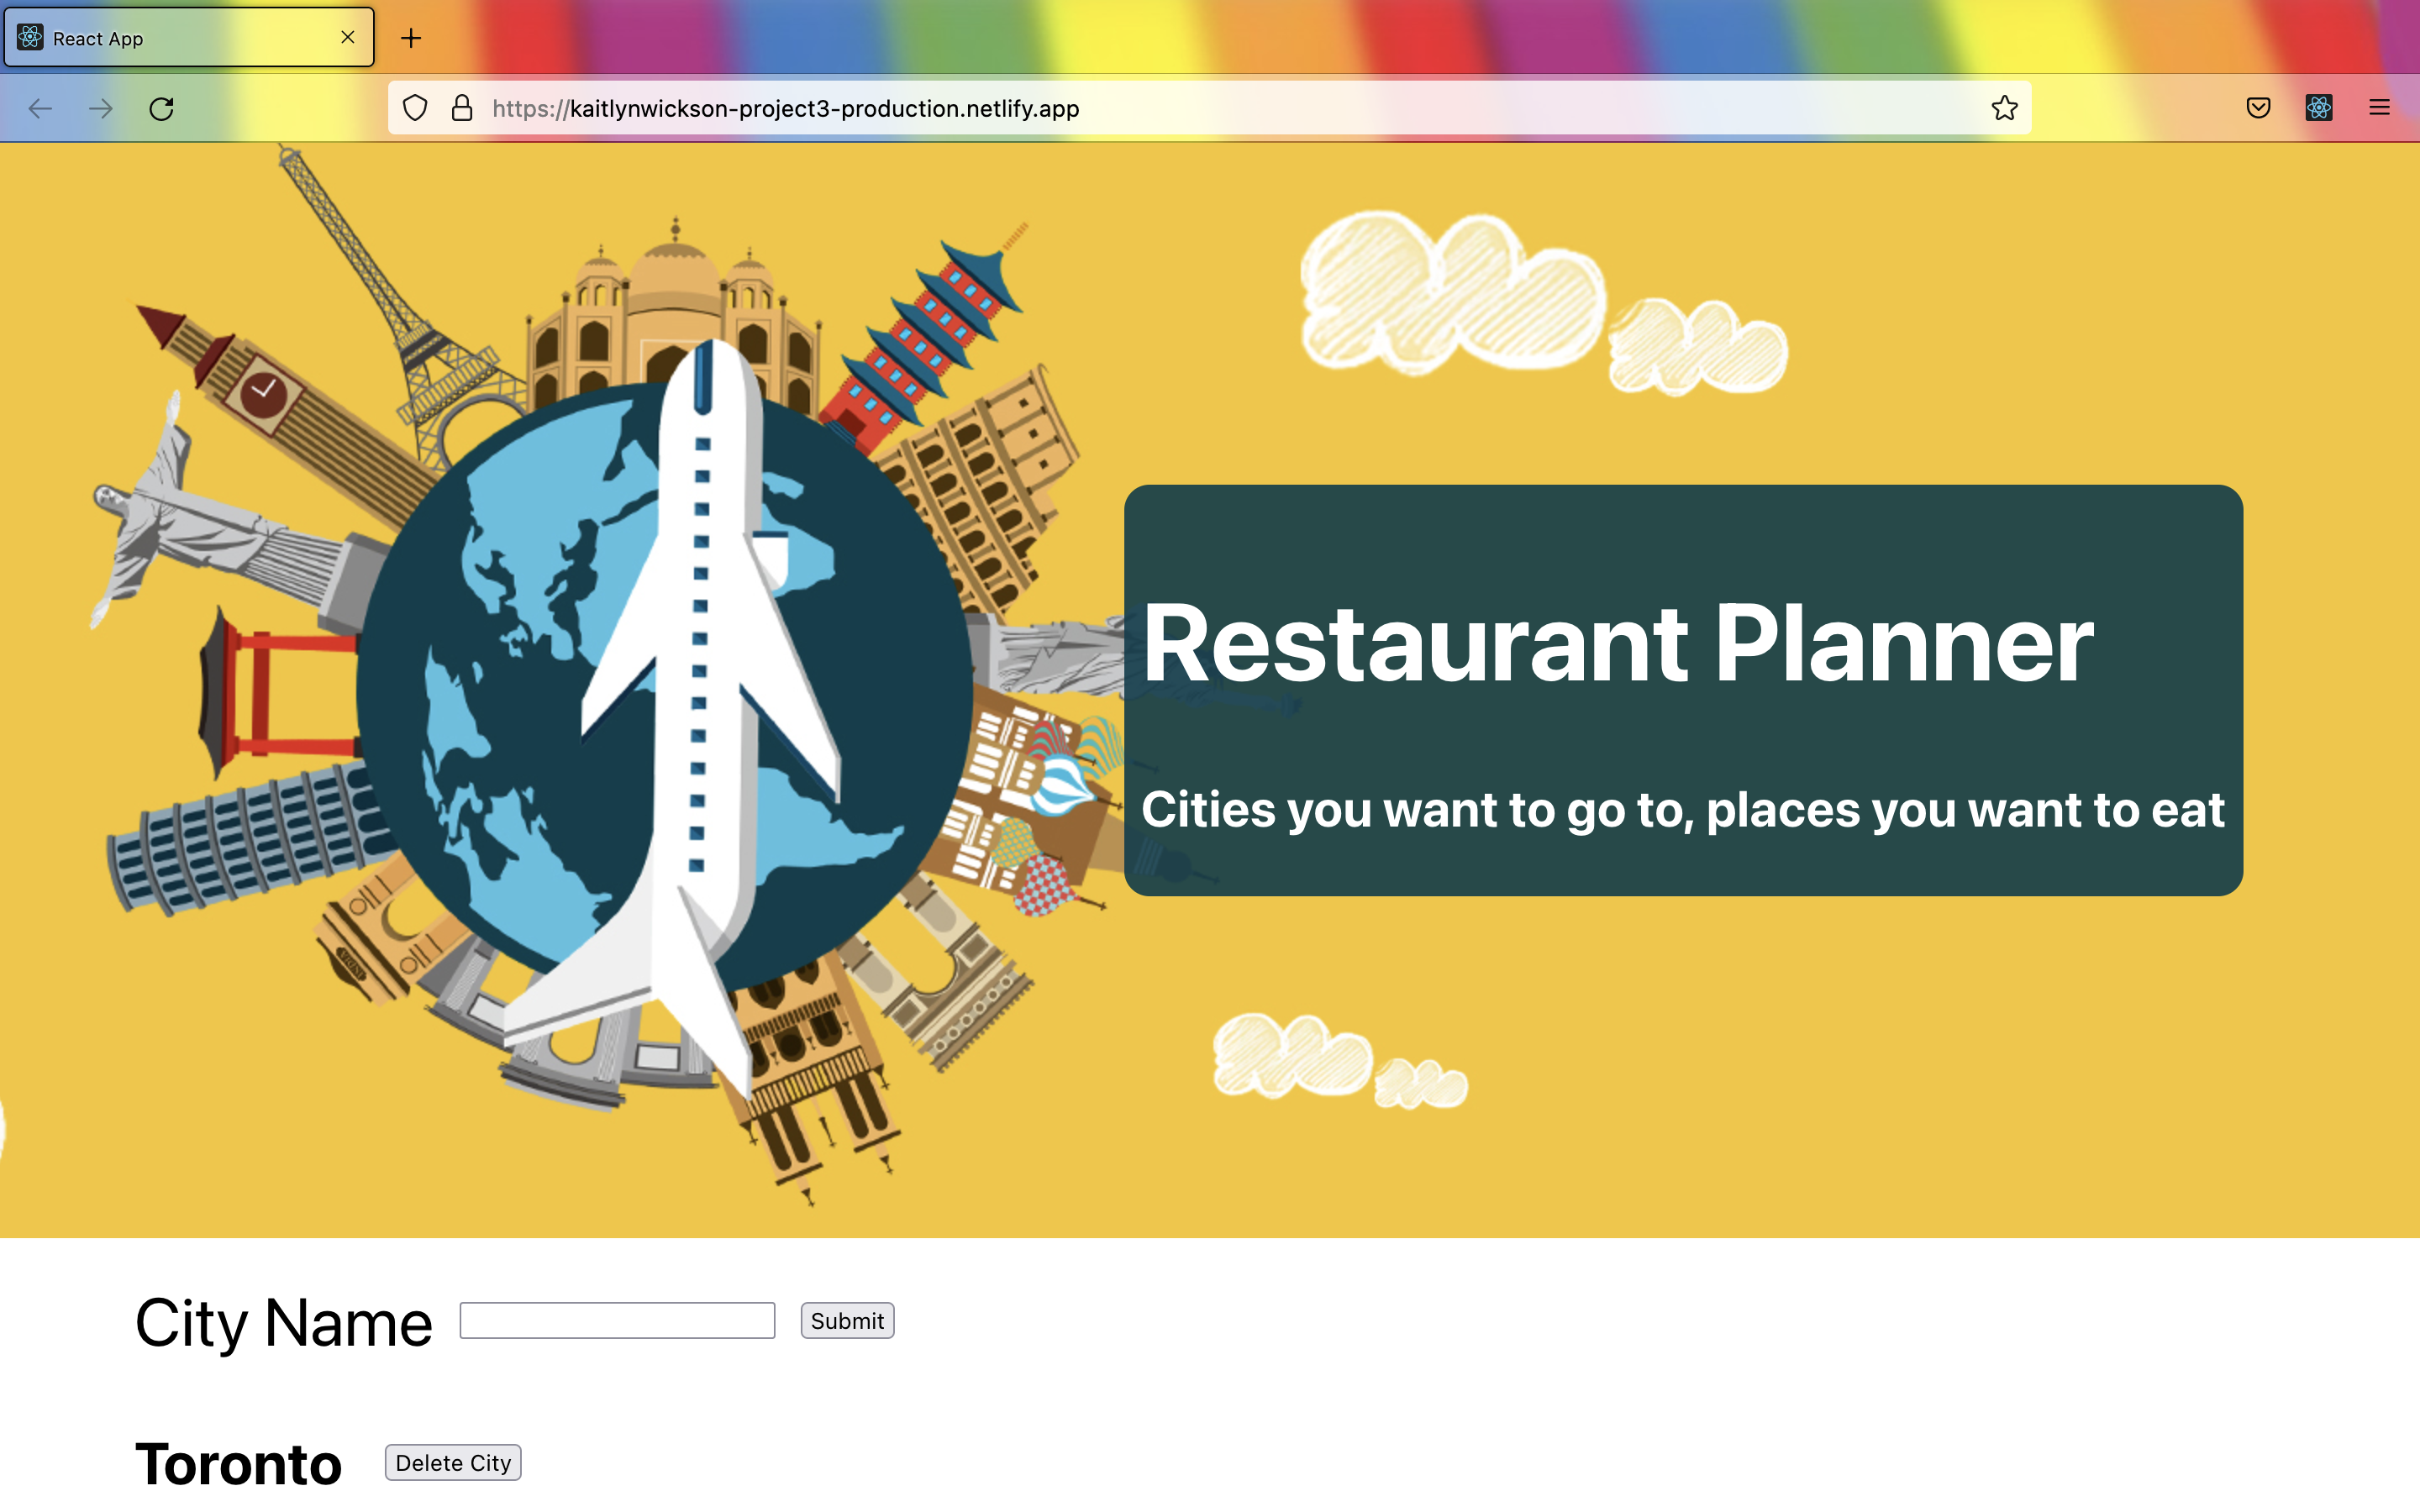 React App
https://kaitlynwickson-project3-production.netlify.app
Restaurant Planner
Cities you want to go to, places you want to eat
INDIA
City Name
Submit
Toronto
Delete City